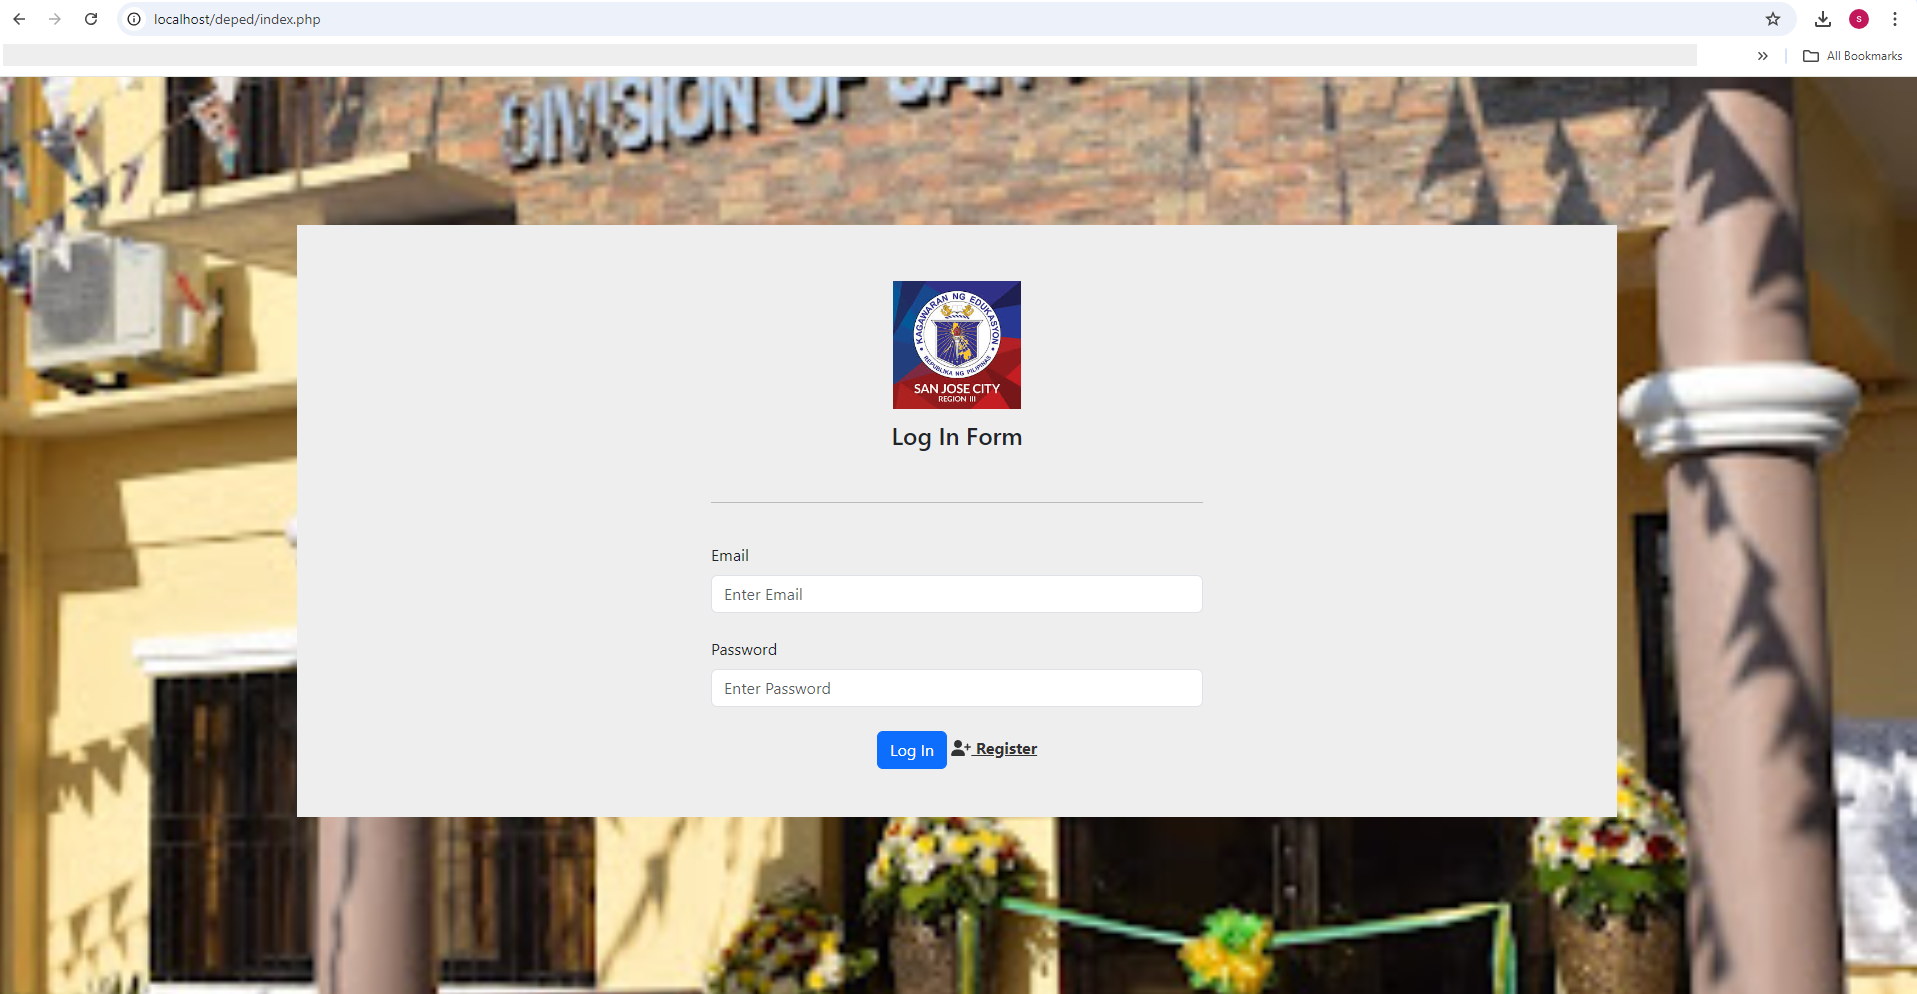 localhost/deped/index.php
S
All Bookmarks
DIVISION OF SAN
KAGAWARAN NG EDUKASYON
REPUBLIKA NG PILIPINAS
SAN JOSE CITY
REGION III
Log In Form
Email
Enter Email
Password
Enter Password
Log In
Register